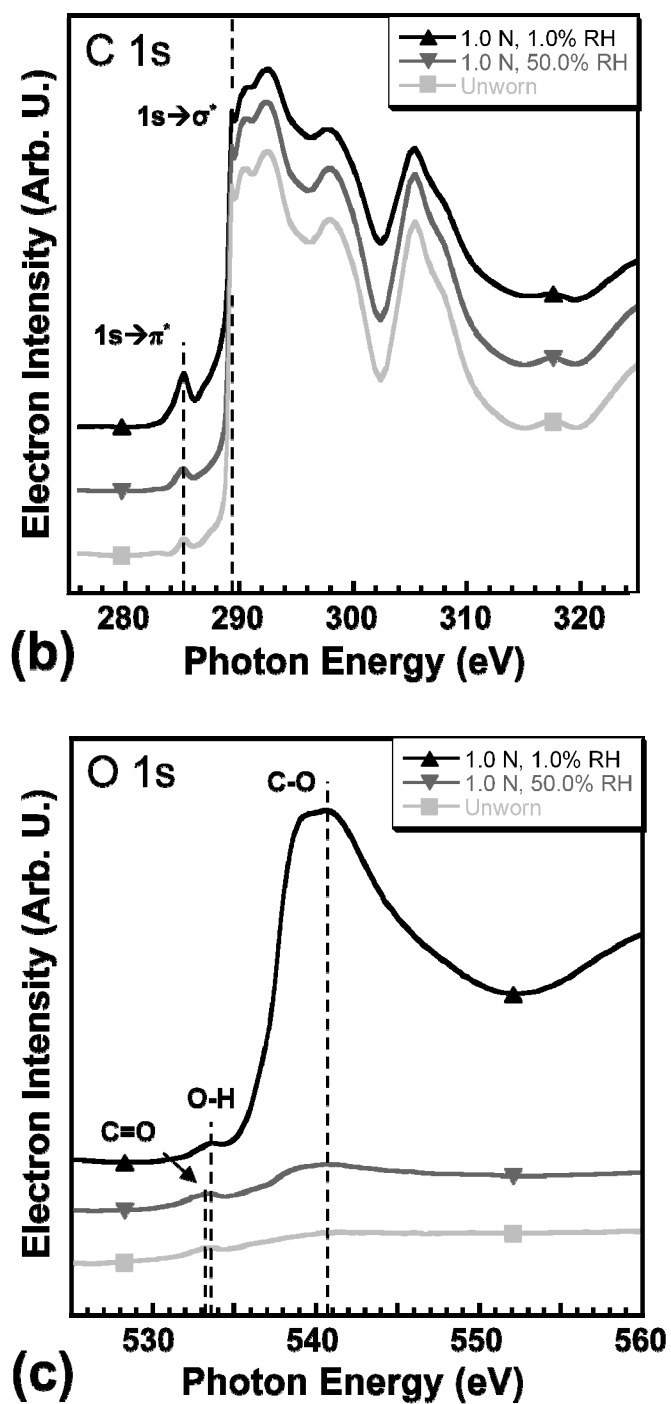 C 1s
1.0 N, 1.0% RH
1.0 N, 50.0% RH
Unworn
1s→σ*
1s→π*
Electron Intensity (Arb. U.)
280 290 300 310 320
(b) Photon Energy (eV)
O 1s
1.0 N, 1.0% RH
1.0 N, 50.0% RH
Unworn
C-O
O-H
C=O
Electron Intensity (Arb. U.)
530 540 550 560
(c) Photon Energy (eV)